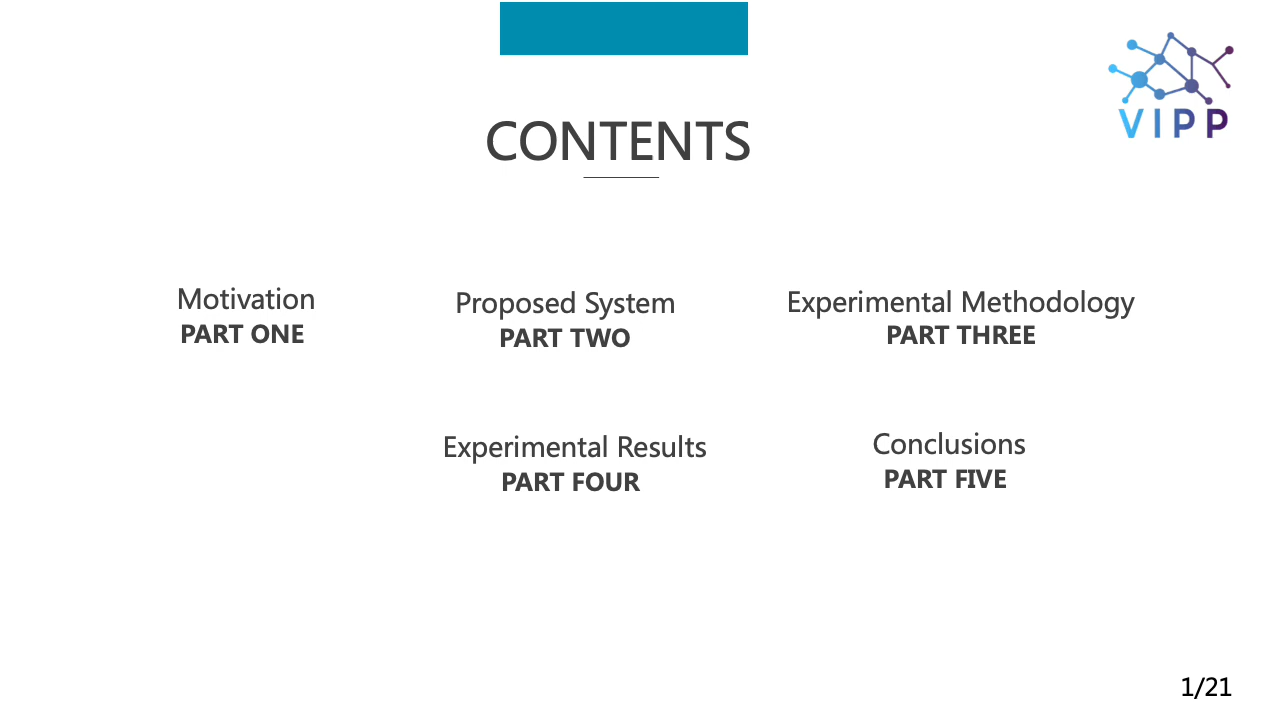 VIPP
CONTENTS
Motivation
PART ONE
Proposed System
PART TWO
Experimental Methodology
PART THREE
Experimental Results
PART FOUR
Conclusions
PART FIVE
1/21